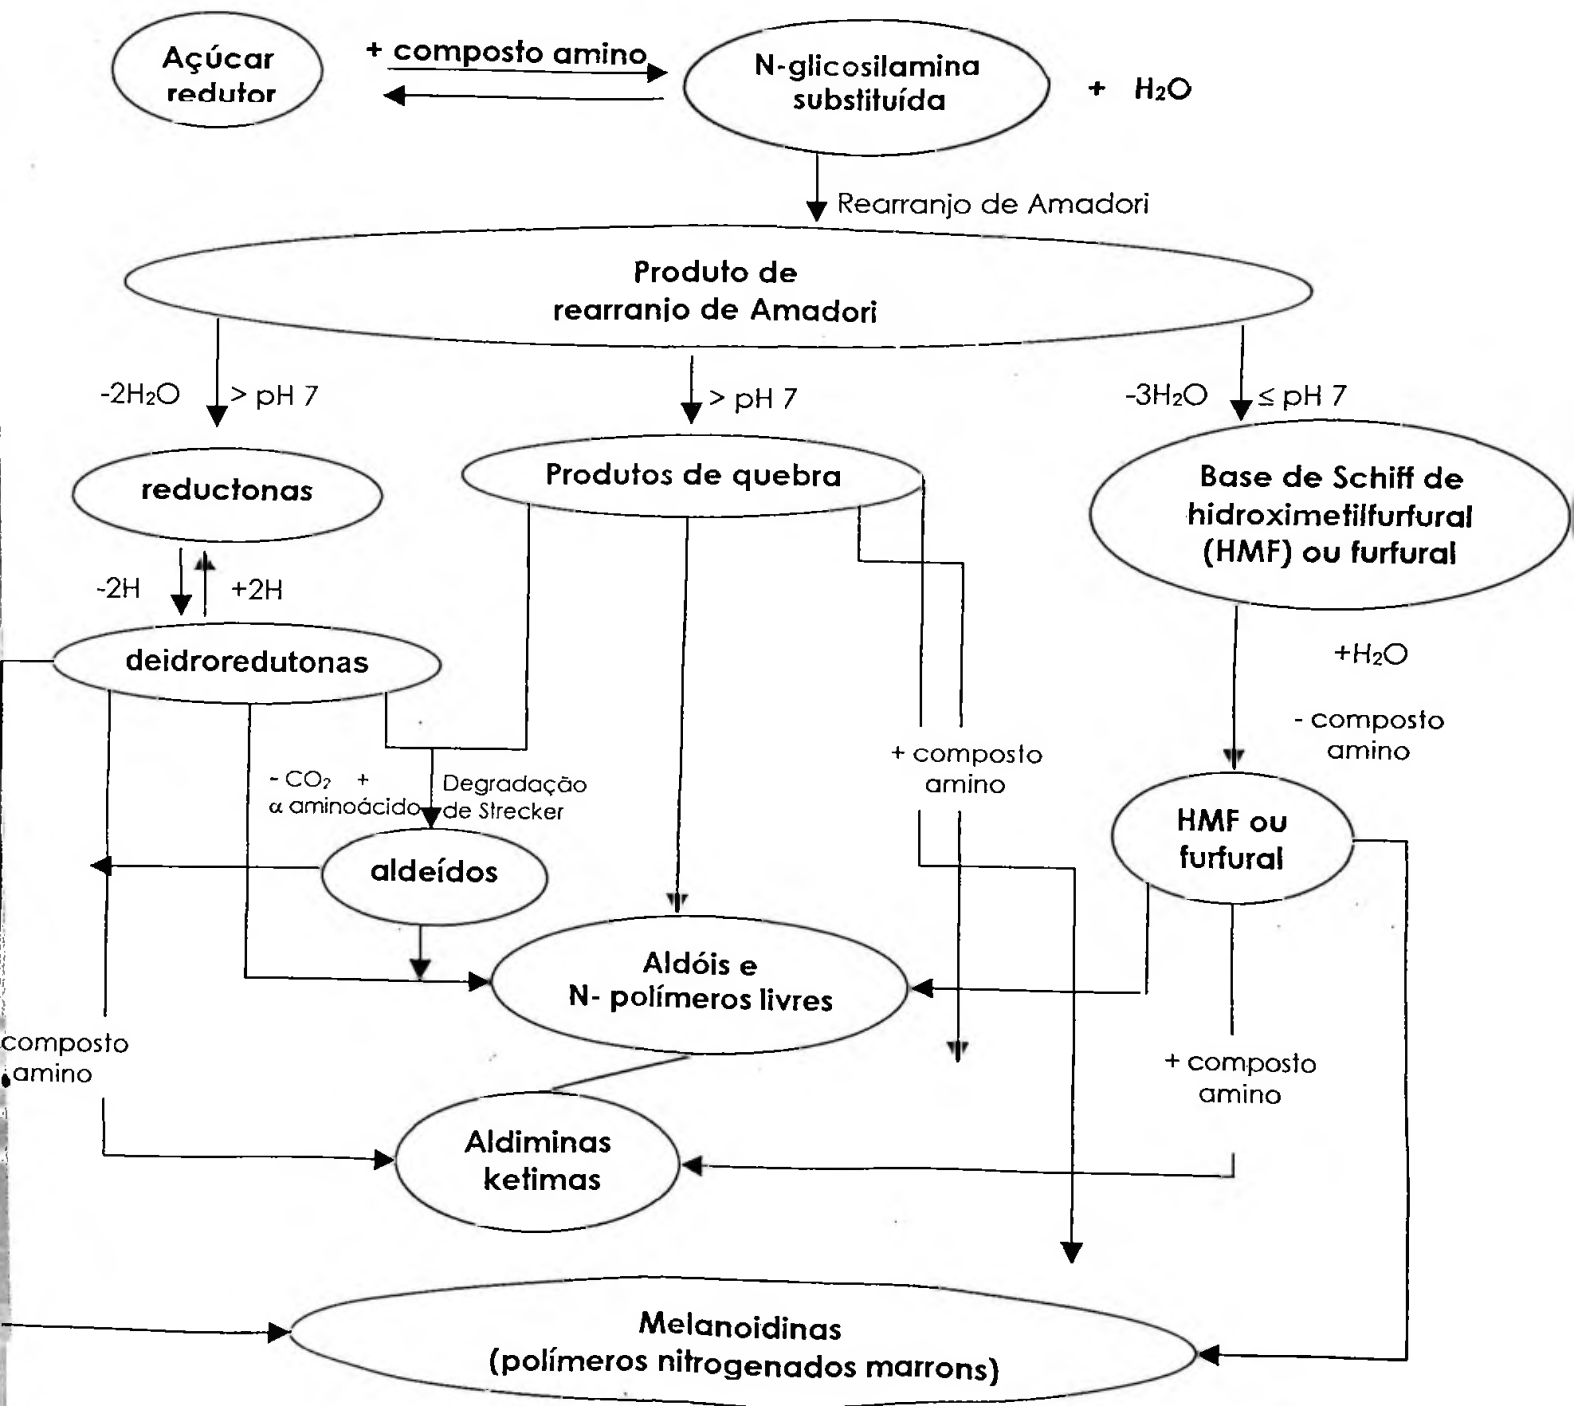 Açúcar
redutor
+ composto amino
N-glicosilamina
substituída
+ H₂O
Rearranjo de Amadori
Produto de
rearranjo de Amadori
-2H₂O
> pH 7
> pH 7
-3H₂O
≤ pH 7
reductonas
Produtos de quebra
Base de Schiff de
hidroximetilfurfural
(HMF) ou furfural
-2H
+2H
deidroredutonas
+H₂O
- composto
amino
+ composto
amino
- CO₂ +
α aminoácido
Degradação
de Strecker
aldeídos
HMF ou
furfural
Aldóis e
N- polímeros livres
composto
amino
+ composto
amino
Aldiminas
ketimas
Melanoidinas
(polímeros nitrogenados marrons)